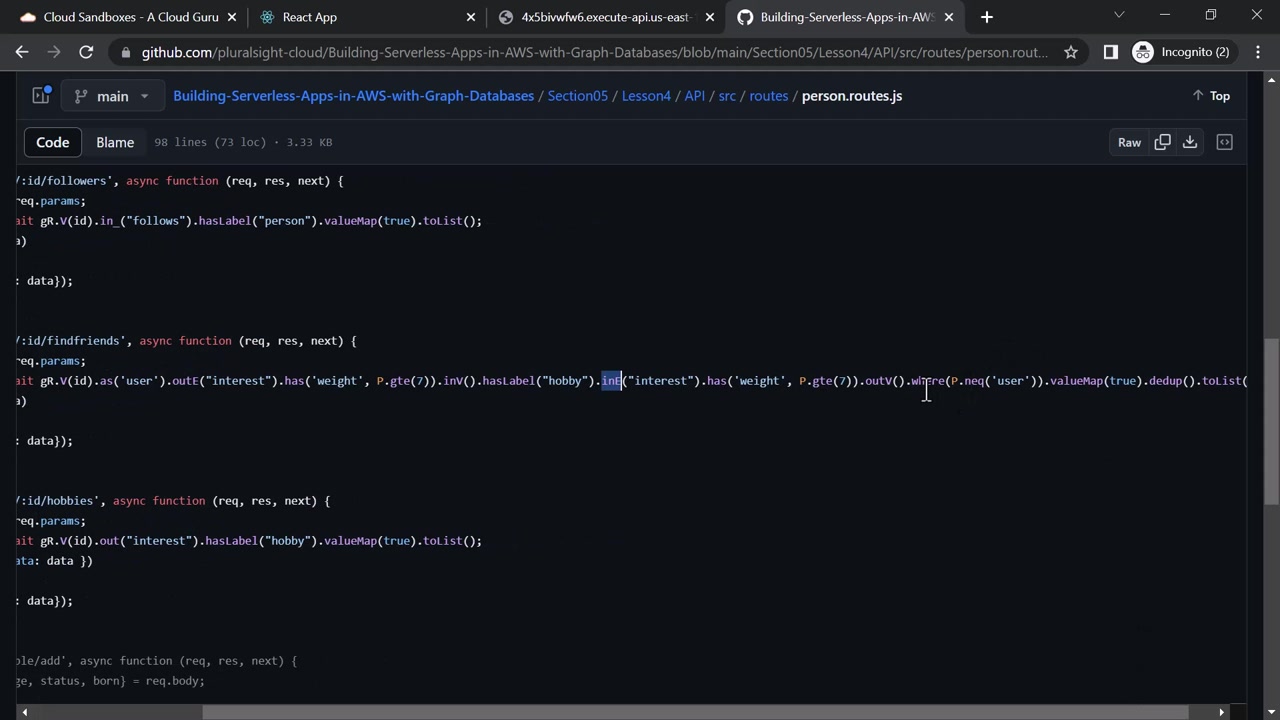 Cloud Sandboxes - A Cloud Guru
React App
4x5bivwfw6.execute-api.us-east-
Building-Serverless-Apps-in-AWS
github.com/pluralsight-cloud/Building-Serverless-Apps-in-AWS-with-Graph-Databases/blob/main/Section05/Lesson4/API/src/routes/person.rout...
Incognito (2)
main
Building-Serverless-Apps-in-AWS-with-Graph-Databases / Section05 / Lesson4 / API / src / routes / person.routes.js
Top
Code
Blame
98 lines (73 loc) · 3.33 KB
Raw
/:id/followers', async function (req, res, next) {
req.params;
ait gR.V(id).in_("follows").hasLabel("person").valueMap(true).toList();
a)
: data});
/:id/findfriends', async function (req, res, next) {
req.params;
ait gR.V(id).as('user').outE("interest").has('weight', P.gte(7)).inV().hasLabel("hobby").inE("interest").has('weight', P.gte(7)).outV().where(P.neq('user')).valueMap(true).dedup().toList(
a)
: data});
/:id/hobbies', async function (req, res, next) {
req.params;
ait gR.V(id).out("interest").hasLabel("hobby").valueMap(true).toList();
ata: data })
: data});
ple/add', async function (req, res, next) {
ge, status, born} = req.body;